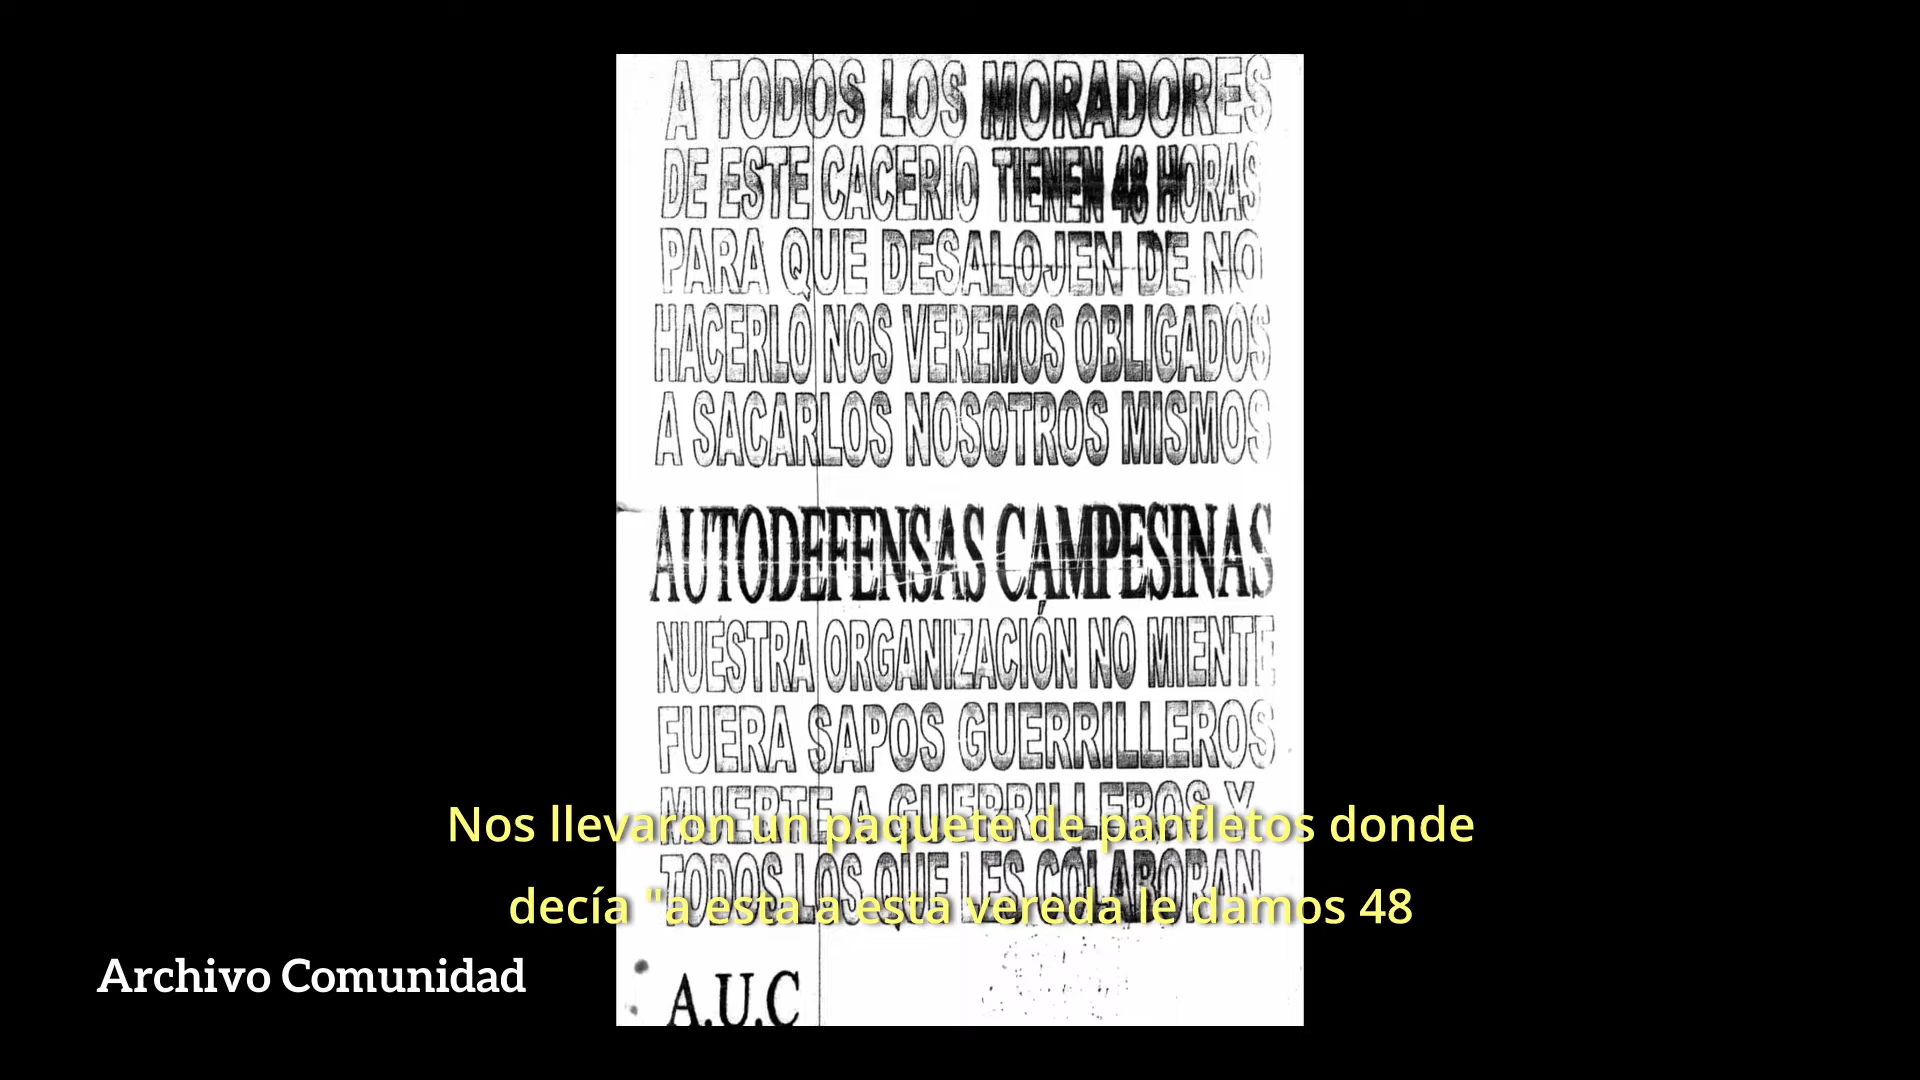 A TODOS LOS MORADORES
DE ESTE CACERIO TIENEN 48 HORAS
PARA QUE DESALOJEN DE NO
HACERLO NOS VEREMOS OBLIGADOS
A SACARLOS NOSOTROS MISMOS
AUTODEFENSAS CAMPESINAS
NUESTRA ORGANIZACIÓN NO MIENTE
FUERA SAPOS GUERRILLEROS
MUERTE A GUERRILLEROS Y
TODOS LOS QUE LES COLABORAN
A.U.C
Nos llevaron un paquete de panfletos donde
decía "a esta a esta vereda le damos 48
Archivo Comunidad